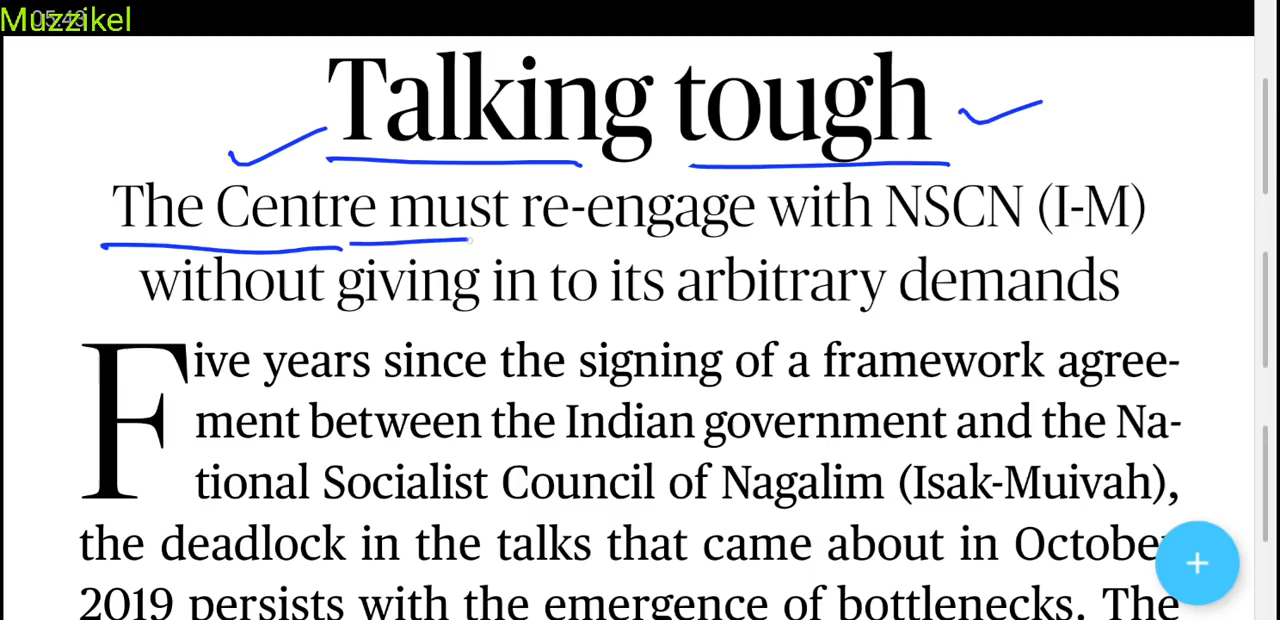 Muzzikel
05:43
Talking tough
The Centre must re-engage with NSCN (I-M)
without giving in to its arbitrary demands
Five years since the signing of a framework agree-
ment between the Indian government and the Na-
tional Socialist Council of Nagalim (Isak-Muivah),
the deadlock in the talks that came about in October
2019 persists with the emergence of bottlenecks. The